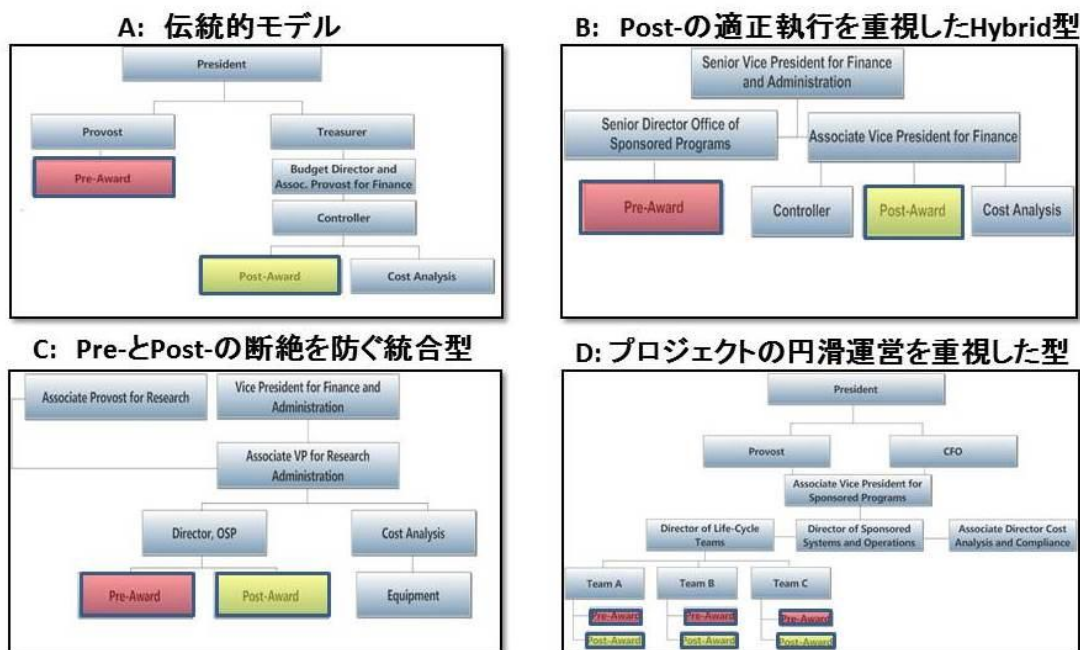 A: 伝統的モデル
President
Provost
Treasurer
Pre-Award
Budget Director and
Assoc. Provost for Finance
Controller
Post-Award
Cost Analysis
B: Post-の適正執行を重視したHybrid型
Senior Vice President for Finance
and Administration
Senior Director Office of
Sponsored Programs
Associate Vice President for Finance
Pre-Award
Controller
Post-Award
Cost Analysis
C: Pre-とPost-の断絶を防ぐ統合型
Associate Provost for Research
Vice President for Finance and
Administration
Associate VP for Research
Administration
Director, OSP
Cost Analysis
Pre-Award
Post-Award
Equipment
D: プロジェクトの円滑運営を重視した型
President
Provost
CFO
Associate Vice President for
Sponsored Programs
Director of Life-Cycle
Teams
Director of Sponsored
Systems and Operations
Associate Director Cost
Analysis and Compliance
Team A
Team B
Team C
Pre-Award
Pre-Award
Pre-Award
Post-Award
Post-Award
Post-Award